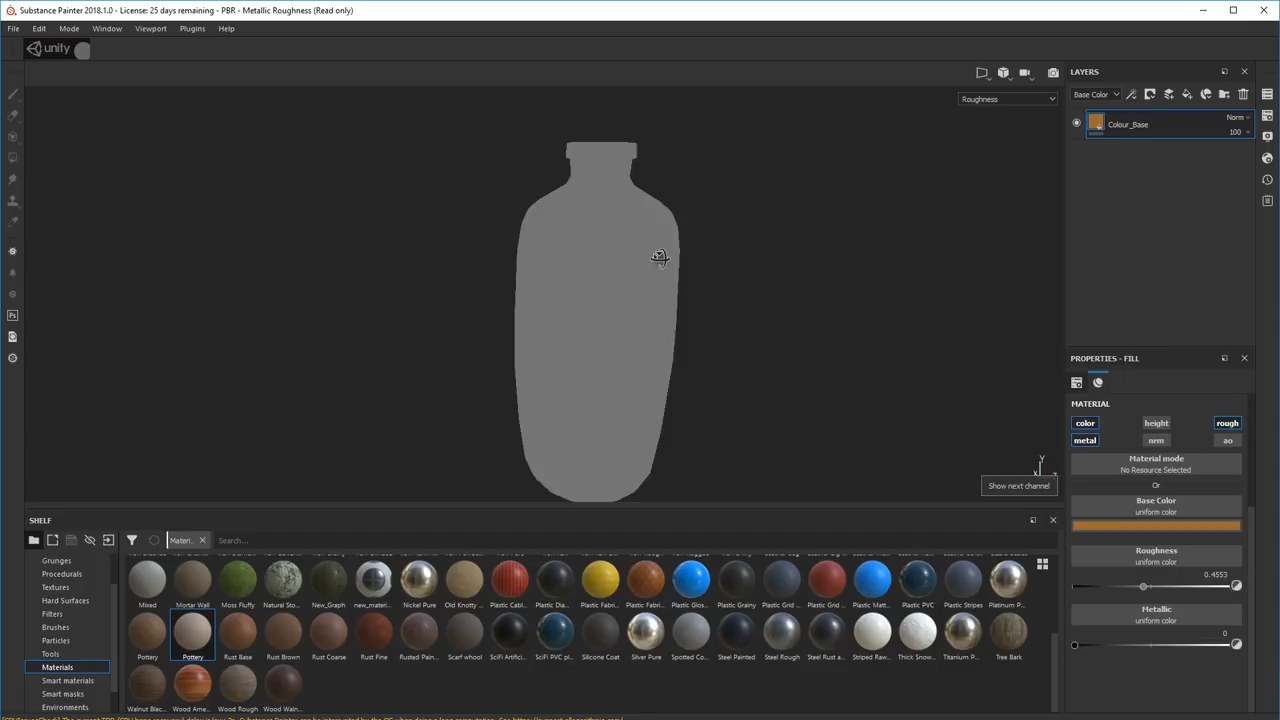 Substance Painter 2018.1.0 - License: 25 days remaining - PBR - Metallic Roughness (Read only)
File Edit Mode Window Viewport Plugins Help
unity
LAYERS
Roughness
Base Color
Norm
Colour_Base
100
PROPERTIES - FILL
MATERIAL
color height rough
metal nrm ao
Material mode
No Resource Selected
Or
Base Color
uniform color
Roughness
uniform color
0.4553
Metallic
uniform color
0
Y
X
Show next channel
SHELF
Materi...
Search...
Grunges
Procedurals
Textures
Hard Surfaces
Filters
Brushes
Particles
Tools
Materials
Smart materials
Smart masks
Environments
Ps
Mixed Mortar Wall Moss Fluffy Natural Sto... New_Graph new_materi... Nickel Pure Old Knotty ... Plastic Cabl... Plastic Dia... Plastic Fabri... Plastic Fabri... Plastic Glos... Plastic Grainy Plastic Grid ... Plastic Grid ... Plastic Matt... Plastic PVC Plastic Stripes Platinum P...
Pottery Pottery Rust Base Rust Brown Rust Coarse Rust Fine Rusted Pain... Scarf whool SciFi Artifici... SciFi PVC pl... Silicone Coat Silver Pure Spotted Co... Steel Painted Steel Rough Steel Rust a... Striped Raw... Thick Snow... Titanium P... Tree Bark
Walnut Blac... Wood Ame... Wood Rough Wood Waln...